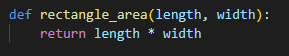 def rectangle_area(length, width):
    return length * width